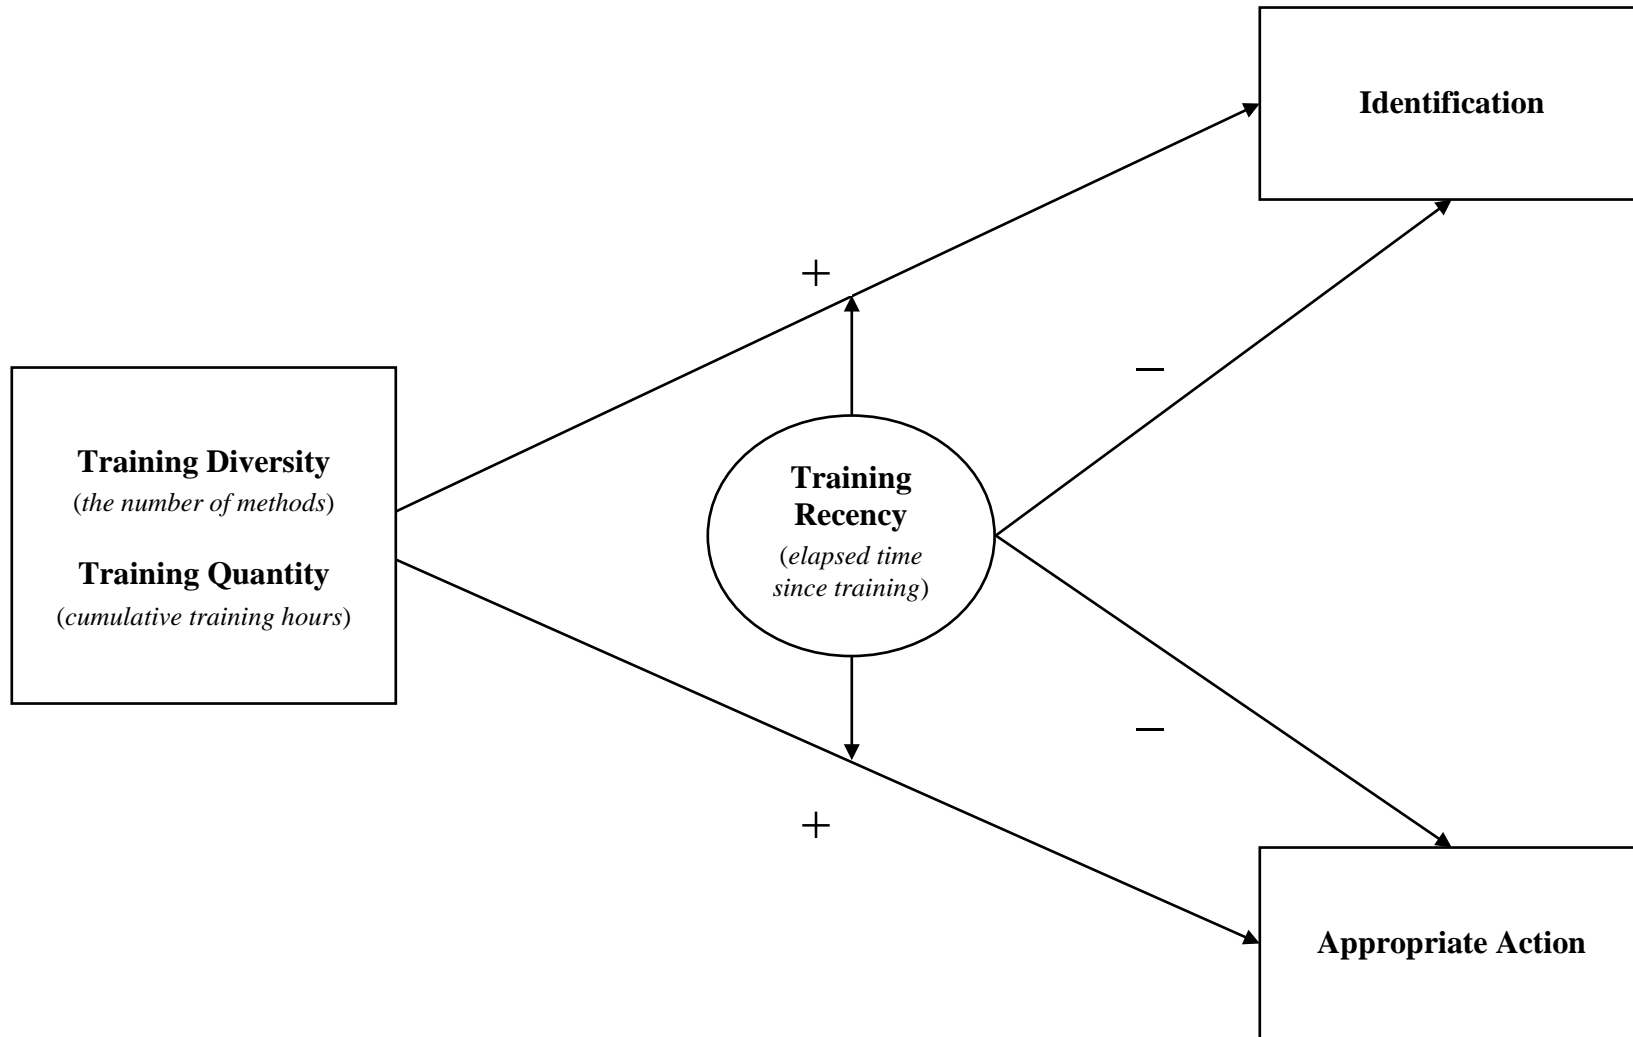 Identification
+
–
Training Diversity
(the number of methods)
Training Quantity
(cumulative training hours)
Training
Recency
(elapsed time
since training)
–
+
Appropriate Action